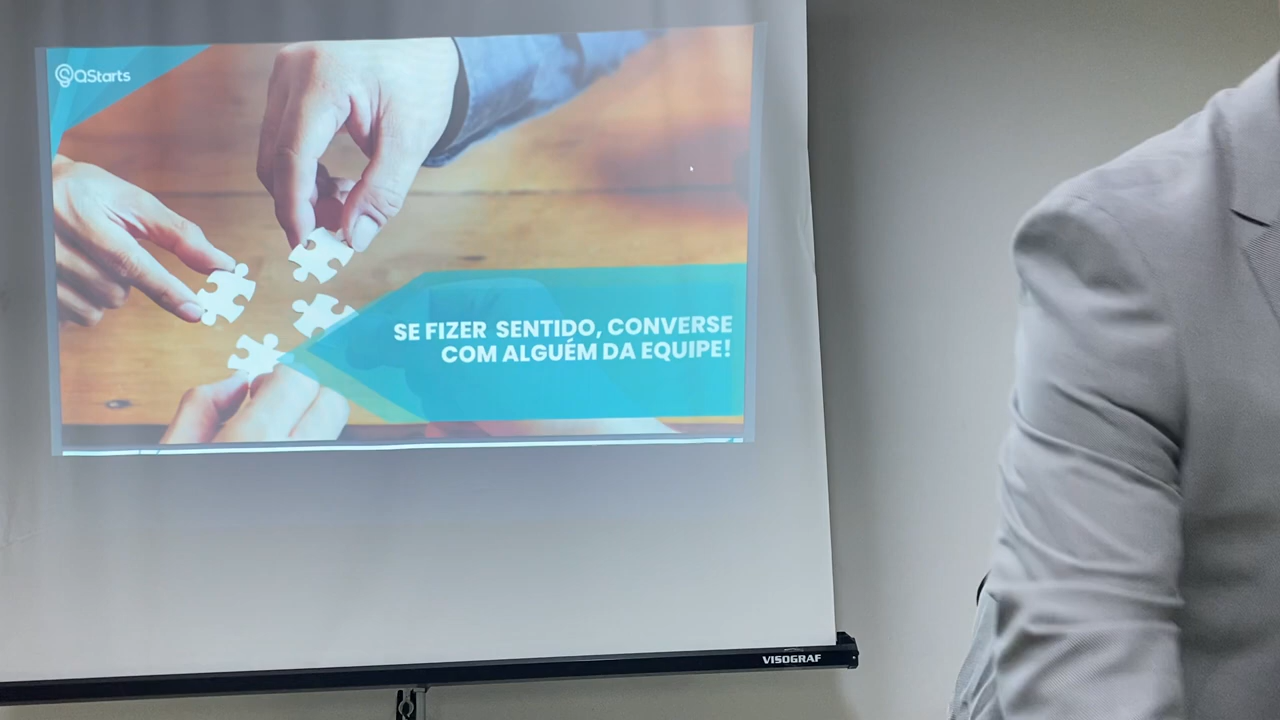 QStarts
SE FIZER SENTIDO, CONVERSE
COM ALGUÉM DA EQUIPE!
VISOGRAF